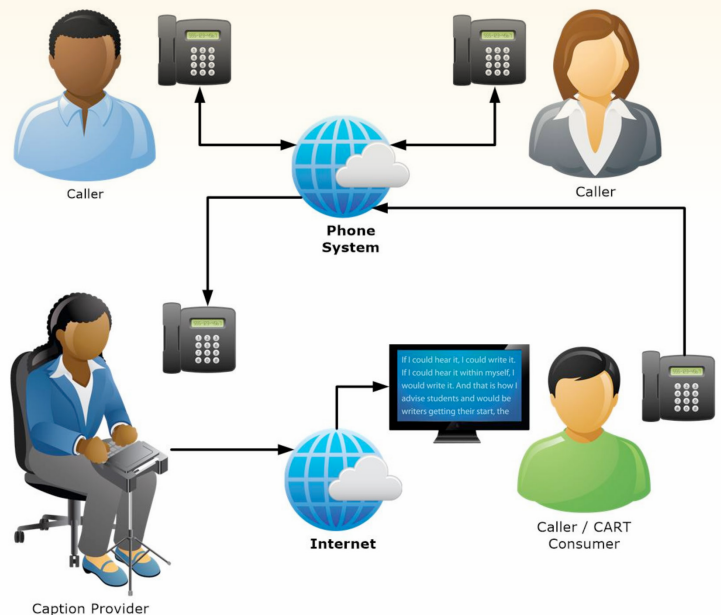 Caller
Caller
Phone
System
If I could hear it, I could write it.
If I could hear it within myself, I
would write it. And that is how I
advise students and would be
writers getting their start, the
Caller / CART
Consumer
Internet
Caption Provider